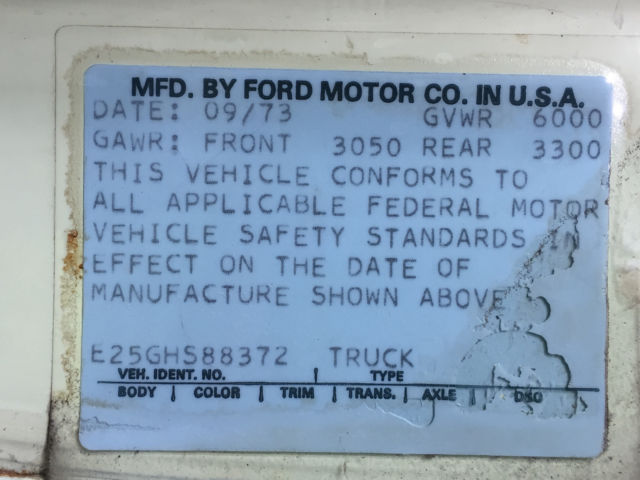 MFD. BY FORD MOTOR CO. IN U.S.A.
DATE: 09/73 GVWR 6000
GAWR: FRONT 3050 REAR 3300
THIS VEHICLE CONFORMS TO
ALL APPLICABLE FEDERAL MOTOR
VEHICLE SAFETY STANDARDS IN
EFFECT ON THE DATE OF
MANUFACTURE SHOWN ABOVE
E25GHS88372 TRUCK
VEH. IDENT. NO. TYPE
BODY COLOR TRIM TRANS. AXLE DSO